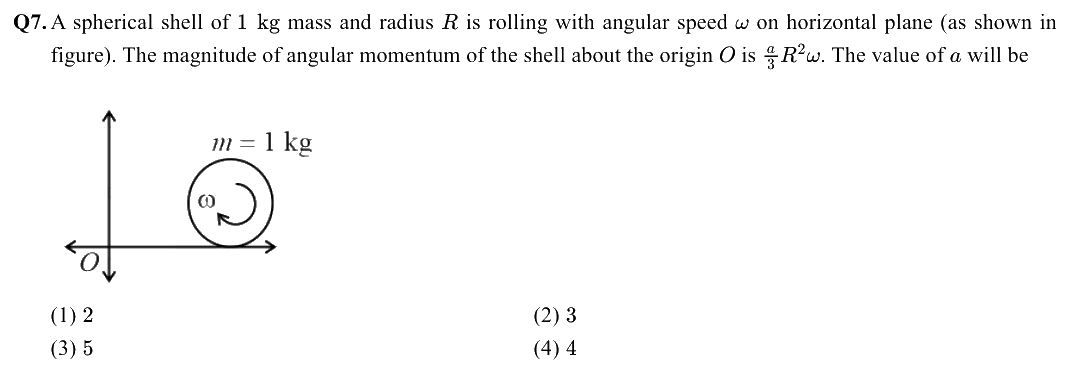 Q7. A spherical shell of 1 kg mass and radius R is rolling with angular speed ω on horizontal plane (as shown in
figure). The magnitude of angular momentum of the shell about the origin O is a/3 R²ω. The value of a will be
m = 1 kg
ω
O
(1) 2
(2) 3
(3) 5
(4) 4